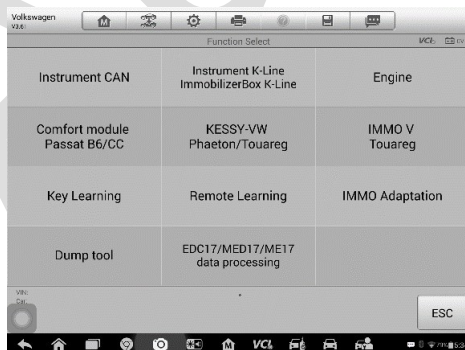 Volkswagen
V3.6
Function Select
VCI
Instrument CAN
Instrument K-Line
ImmobilizerBox K-Line
Engine
Comfort module
Passat B6/CC
KESSY-VW
Phaeton/Touareg
IMMO V
Touareg
Key Learning
Remote Learning
IMMO Adaptation
Dump tool
EDC17/MED17/ME17
data processing
VIN:
ESC
VCI